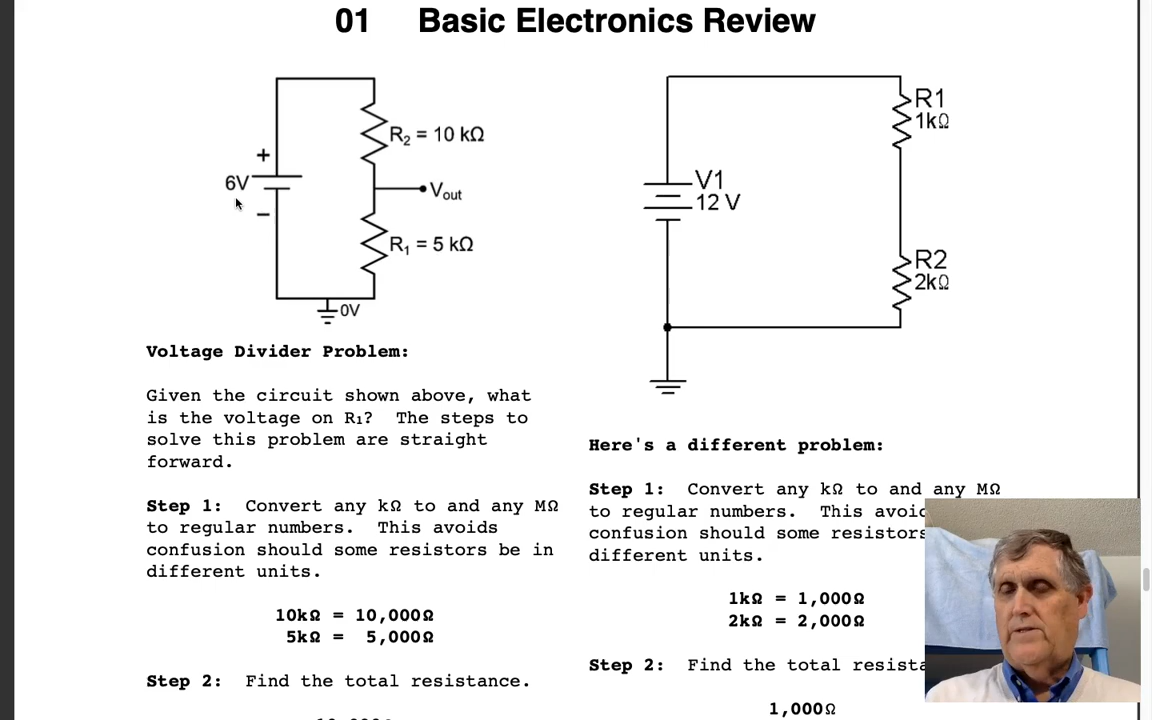 01 Basic Electronics Review
R2 = 10 kΩ
+
6V
Vout
−
R1 = 5 kΩ
0V
R1
1kΩ
V1
12 V
R2
2kΩ
Voltage Divider Problem:
Given the circuit shown above, what
is the voltage on R1? The steps to
solve this problem are straight
forward.
Step 1: Convert any kΩ to and any MΩ
to regular numbers. This avoids
confusion should some resistors be in
different units.
10kΩ = 10,000Ω
5kΩ = 5,000Ω
Step 2: Find the total resistance.
Here's a different problem:
Step 1: Convert any kΩ to and any MΩ
to regular numbers. This avoi
confusion should some resistors
different units.
1kΩ = 1,000Ω
2kΩ = 2,000Ω
Step 2: Find the total resista
1,000Ω